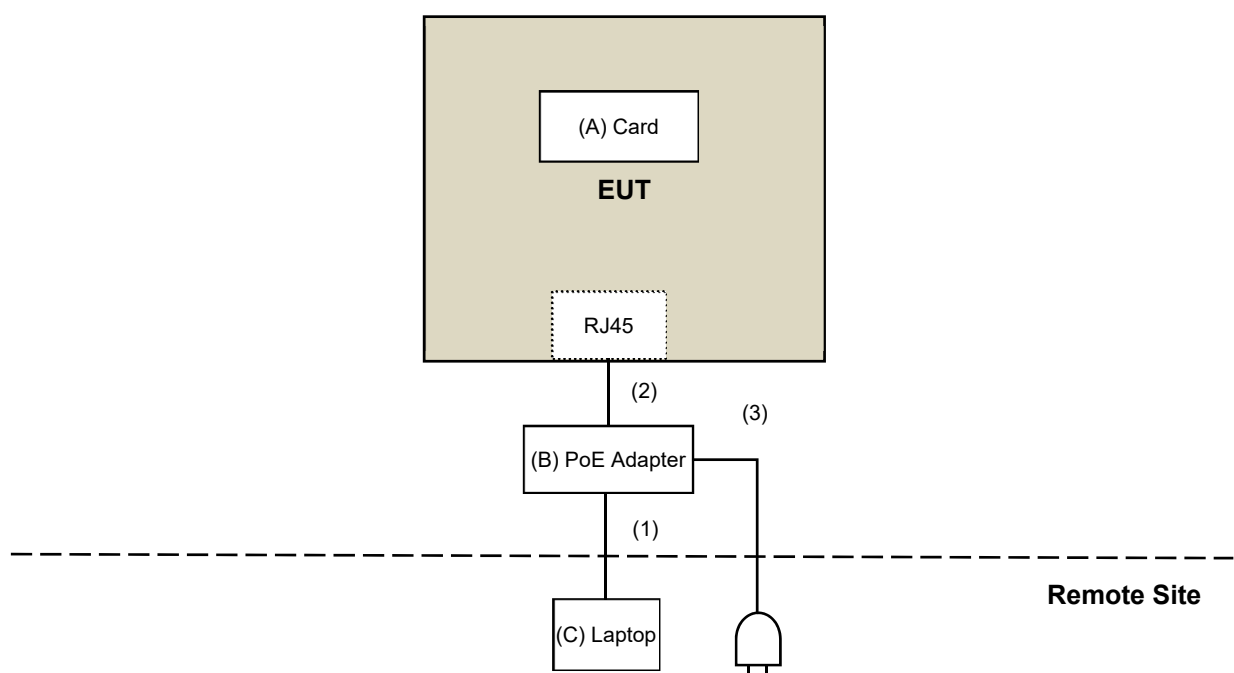 (A) Card
EUT
RJ45
(2)
(3)
(B) PoE Adapter
(1)
Remote Site
(C) Laptop